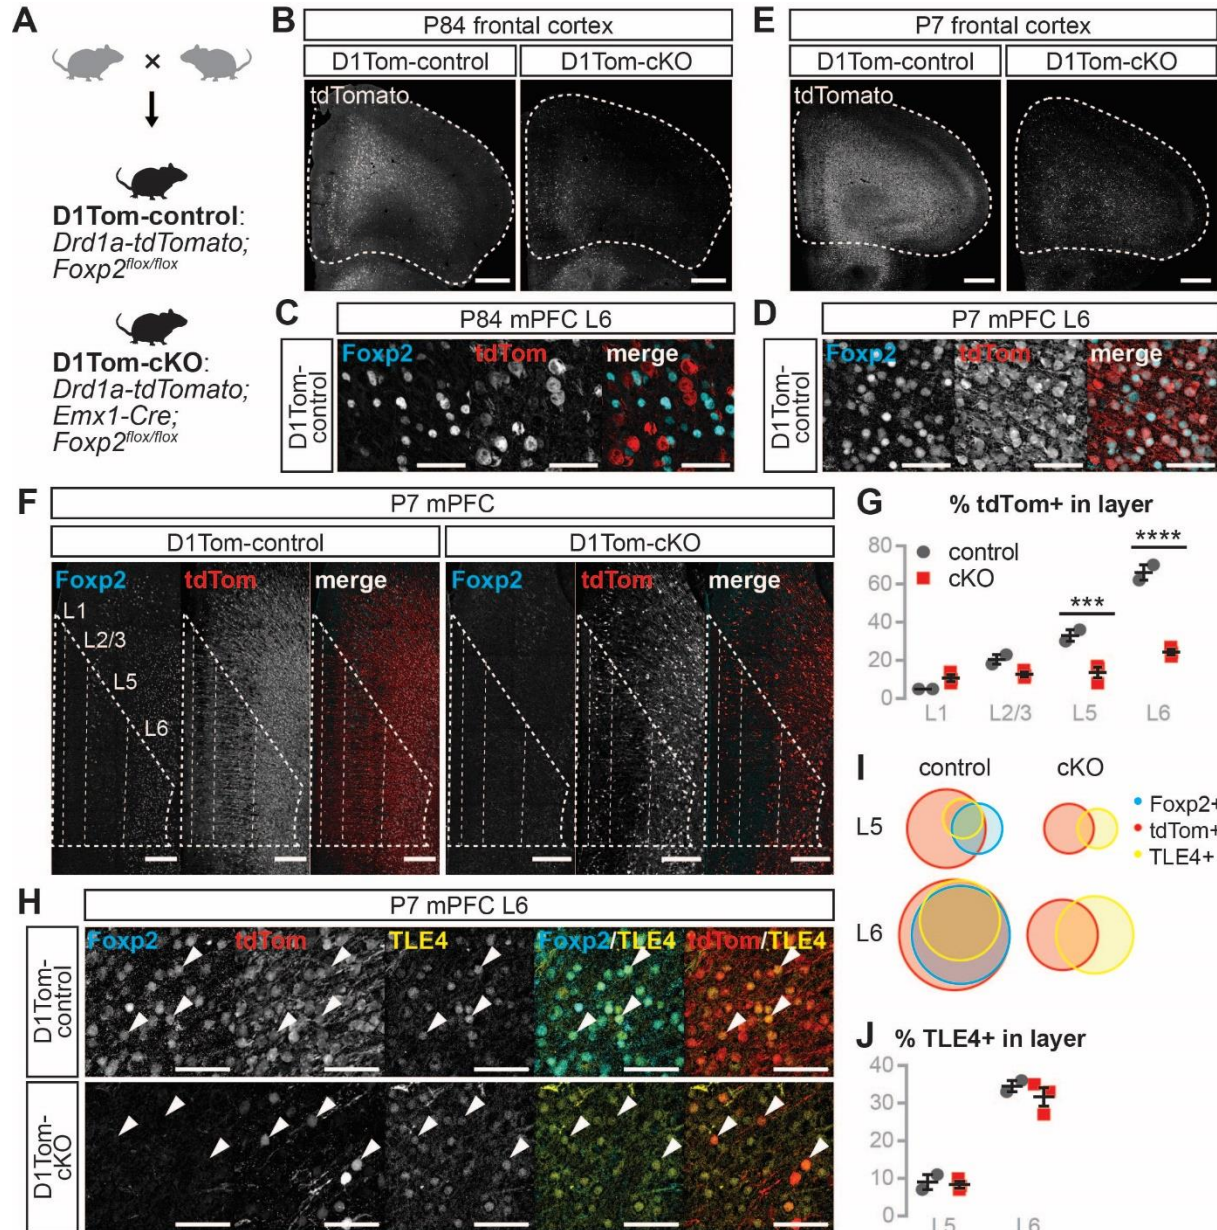 A
×
D1Tom-control:
Drd1a-tdTomato;
Foxp2flox/flox
D1Tom-cKO:
Drd1a-tdTomato;
Emx1-Cre;
Foxp2flox/flox
B
P84 frontal cortex
D1Tom-control
D1Tom-cKO
tdTomato
E
P7 frontal cortex
D1Tom-control
D1Tom-cKO
tdTomato
C
P84 mPFC L6
D1Tom-
control
Foxp2
tdTom
merge
D
P7 mPFC L6
D1Tom-
control
Foxp2
tdTom
merge
F
P7 mPFC
D1Tom-control
D1Tom-cKO
Foxp2
tdTom
merge
Foxp2
tdTom
merge
L1
L2/3
L5
L6
G
% tdTom+ in layer
80
60
40
20
0
control
cKO
***
****
L1
L2/3
L5
L6
I
control
cKO
L5
L6
Foxp2+
tdTom+
TLE4+
H
P7 mPFC L6
D1Tom-
control
Foxp2
tdTom
TLE4
Foxp2/TLE4
tdTom/TLE4
D1Tom-
cKO
J
% TLE4+ in layer
40
30
20
10
0
L5
L6